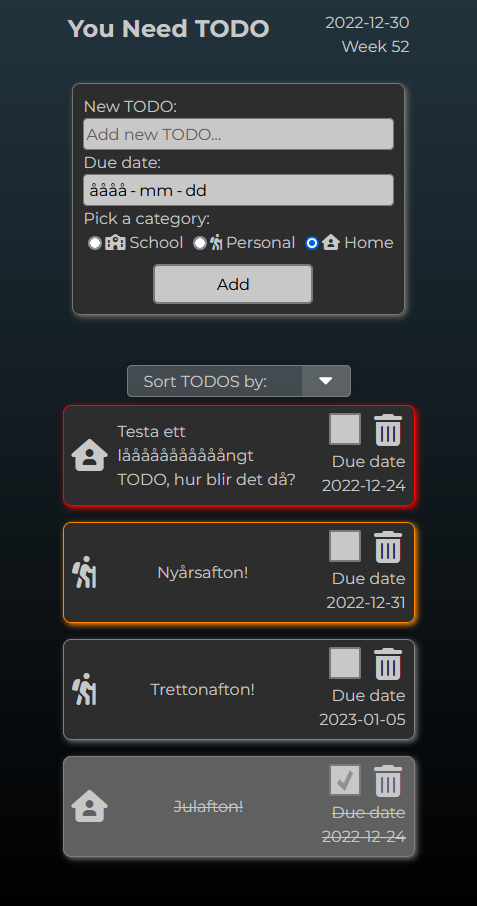 You Need TODO
2022-12-30
Week 52
New TODO:
Add new TODO...
Due date:
åååå-mm-dd
Pick a category:
School Personal Home
Add
Sort TODOS by:
Testa ett
låååååååååååångt
TODO, hur blir det då?
Due date
2022-12-24
Nyårsafton!
Due date
2022-12-31
Trettonafton!
Due date
2023-01-05
Julafton!
Due date
2022-12-24